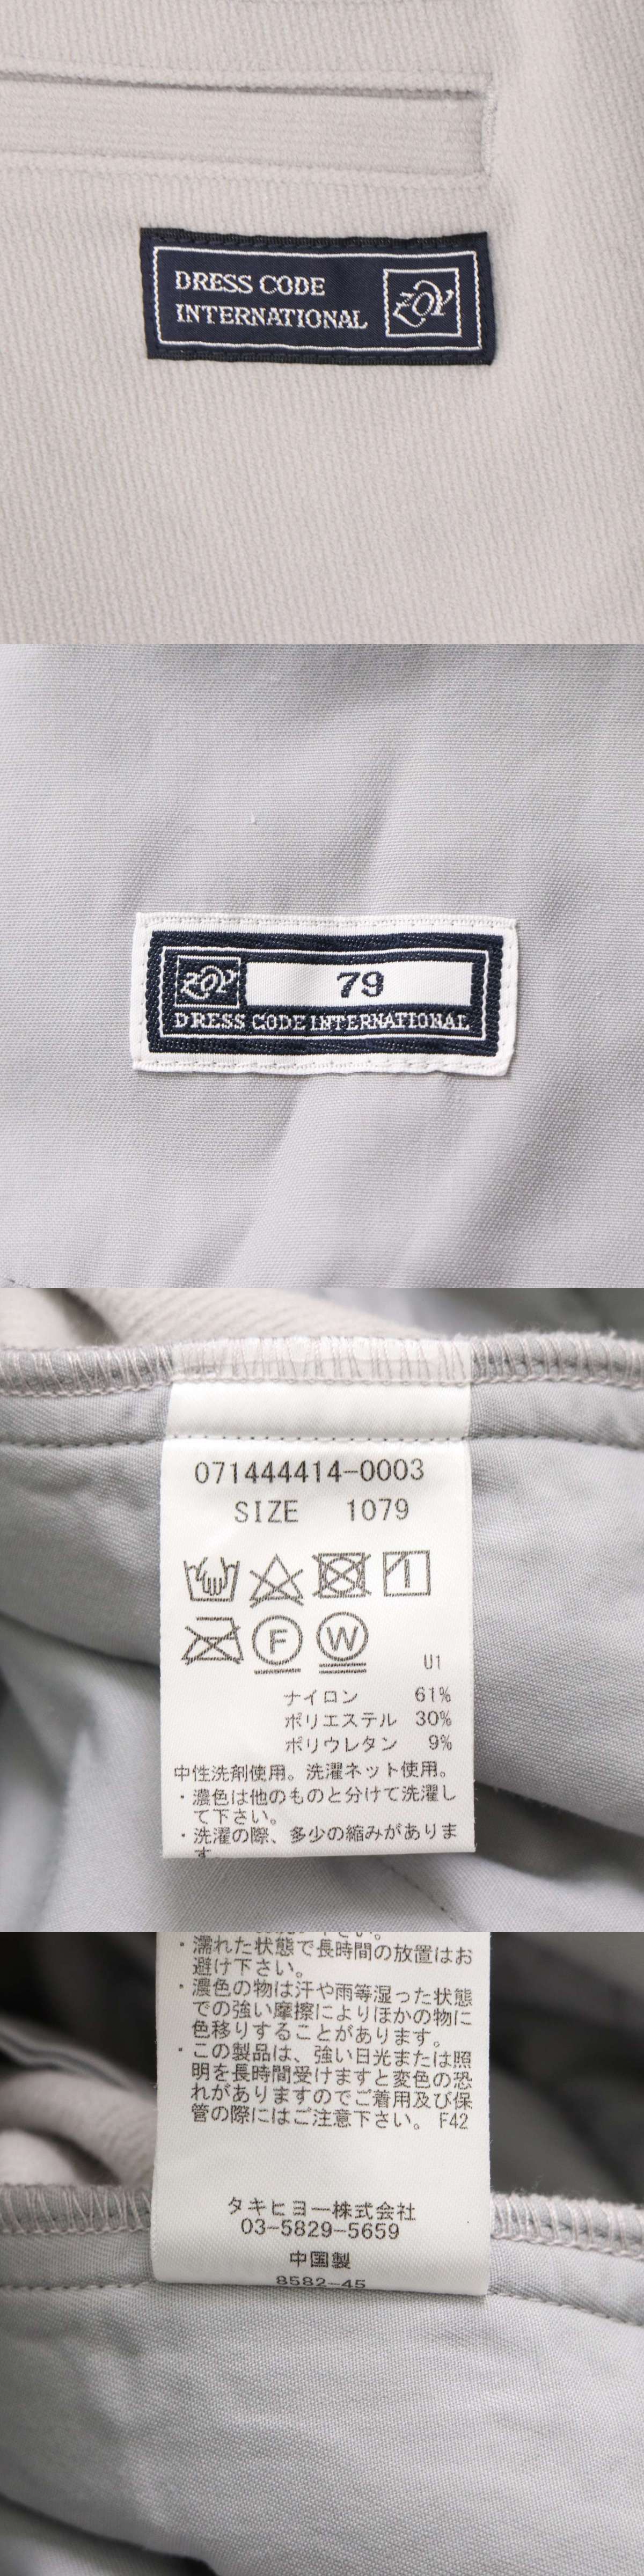 DRESS CODE
INTERNATIONAL
ZOY
ZOY
79
DRESS CODE INTERNATIONAL
071444414-0003
SIZE 1079
F
W
U1
ナイロン 61%
ポリエステル 30%
ポリウレタン 9%
中性洗剤使用。洗濯ネット使用。
・濃色は他のものと分けて洗濯し
て下さい。
・洗濯の際、多少の縮みがありま
す
・濡れた状態で長時間の放置はお
避け下さい。
・濃色の物は汗や雨等湿った状態
での強い摩擦によりほかの物に
色移りすることがあります。
・この製品は、強い日光または照
明を長時間受けますと変色の恐
れがありますのでご着用及び保
管の際にはご注意下さい。 F42
タキヒヨー株式会社
03-5829-5659
中国製
8582-45